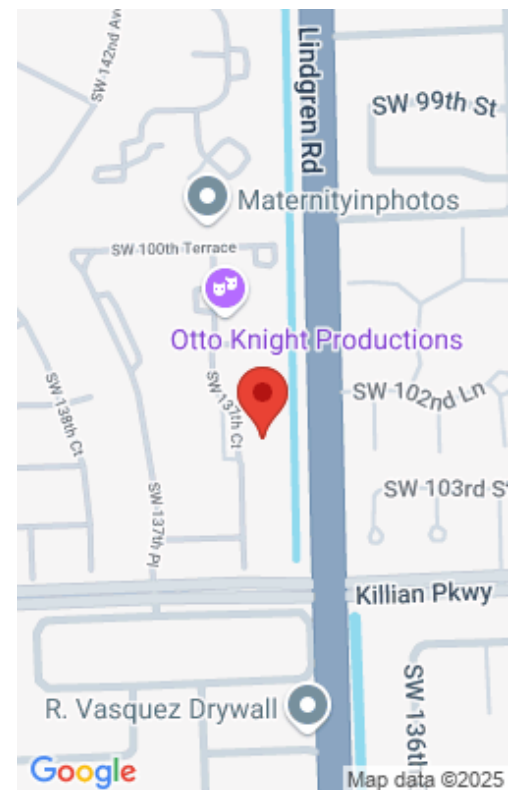 SW 142nd Av
Lindgren Rd
SW 99th St
Maternityinphotos
SW 100th Terrace
Otto Knight Productions
SW 137th Ct
SW 102nd Ln
SW 138th Ct
SW 103rd S
SW 137th Pl
Killian Pkwy
R. Vasquez Drywall
SW 136th
Google
Map data ©2025